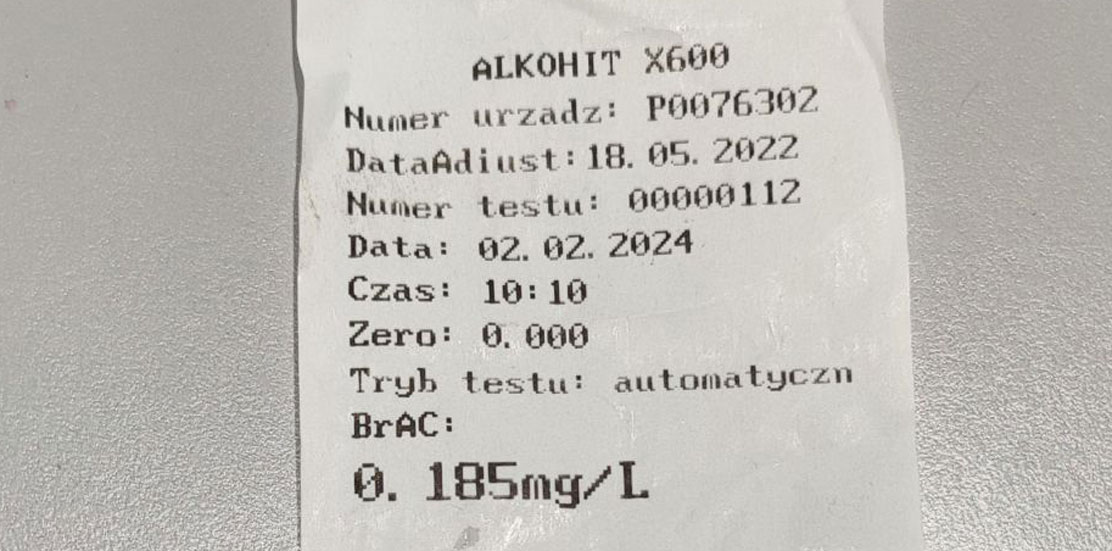 ALKOHIT X600
Numer urzadz: P0076302
DataAdiust:18.05.2022
Numer testu: 00000112
Data: 02.02.2024
Czas: 10:10
Zero: 0.000
Tryb testu: automatyczn
BrAC:
0.185mg/L